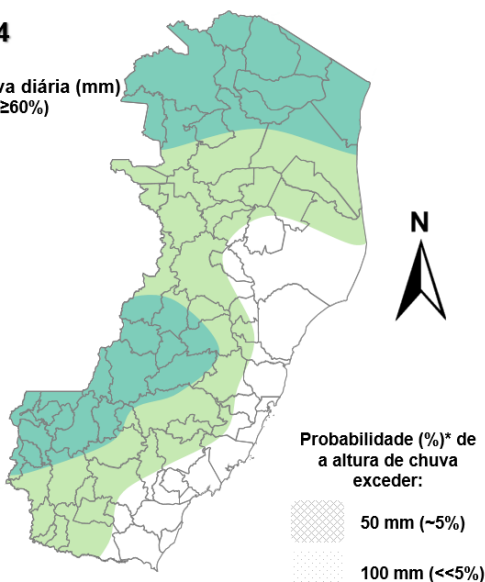 4
va diária (mm)
≥60%)
N
Probabilidade (%)* de
a altura de chuva
exceder:
50 mm (~5%)
100 mm (<<5%)